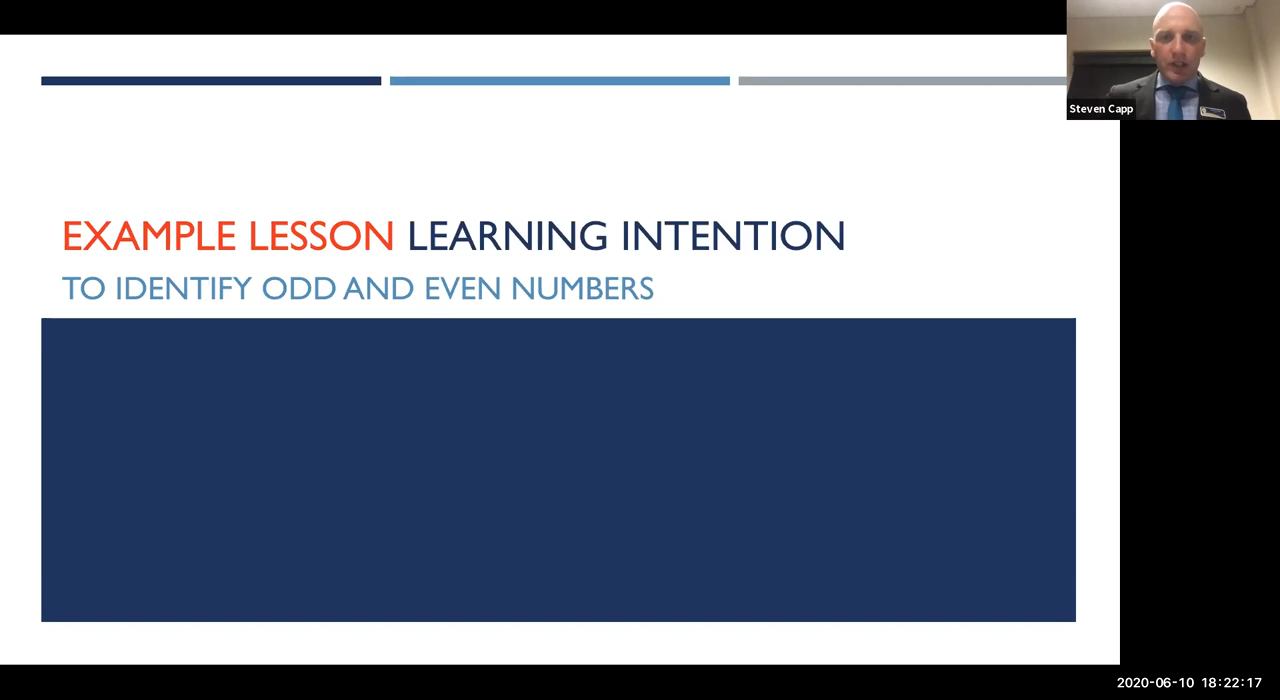 Steven Capp
EXAMPLE LESSON LEARNING INTENTION
TO IDENTIFY ODD AND EVEN NUMBERS
2020-06-10 18:22:17